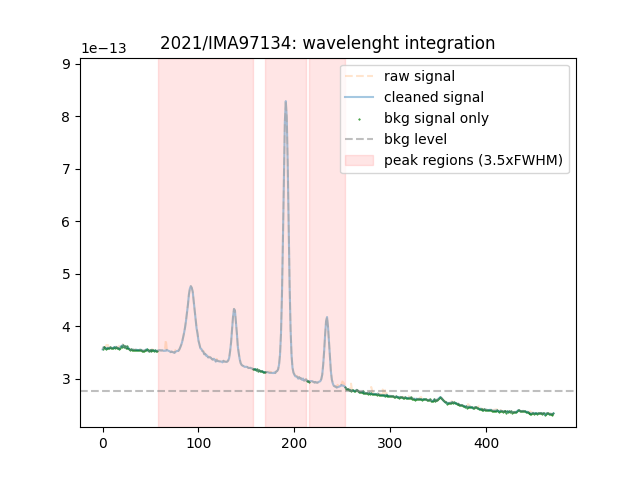 2021/IMA97134: wavelenght integration
1e−13
raw signal
cleaned signal
bkg signal only
bkg level
peak regions (3.5xFWHM)
9
8
7
6
5
4
3
0 100 200 300 400